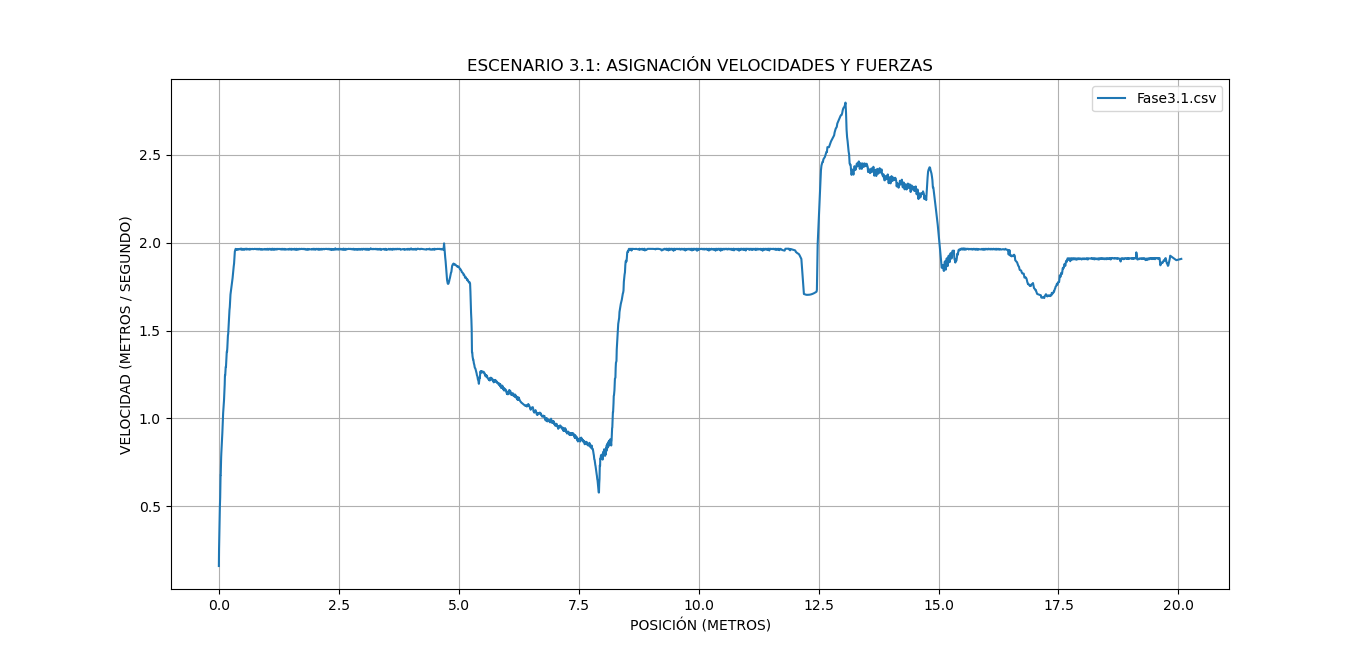 ESCENARIO 3.1: ASIGNACIÓN VELOCIDADES Y FUERZAS
Fase3.1.csv
VELOCIDAD (METROS / SEGUNDO)
2.5
2.0
1.5
1.0
0.5
0.0 2.5 5.0 7.5 10.0 12.5 15.0 17.5 20.0
POSICIÓN (METROS)